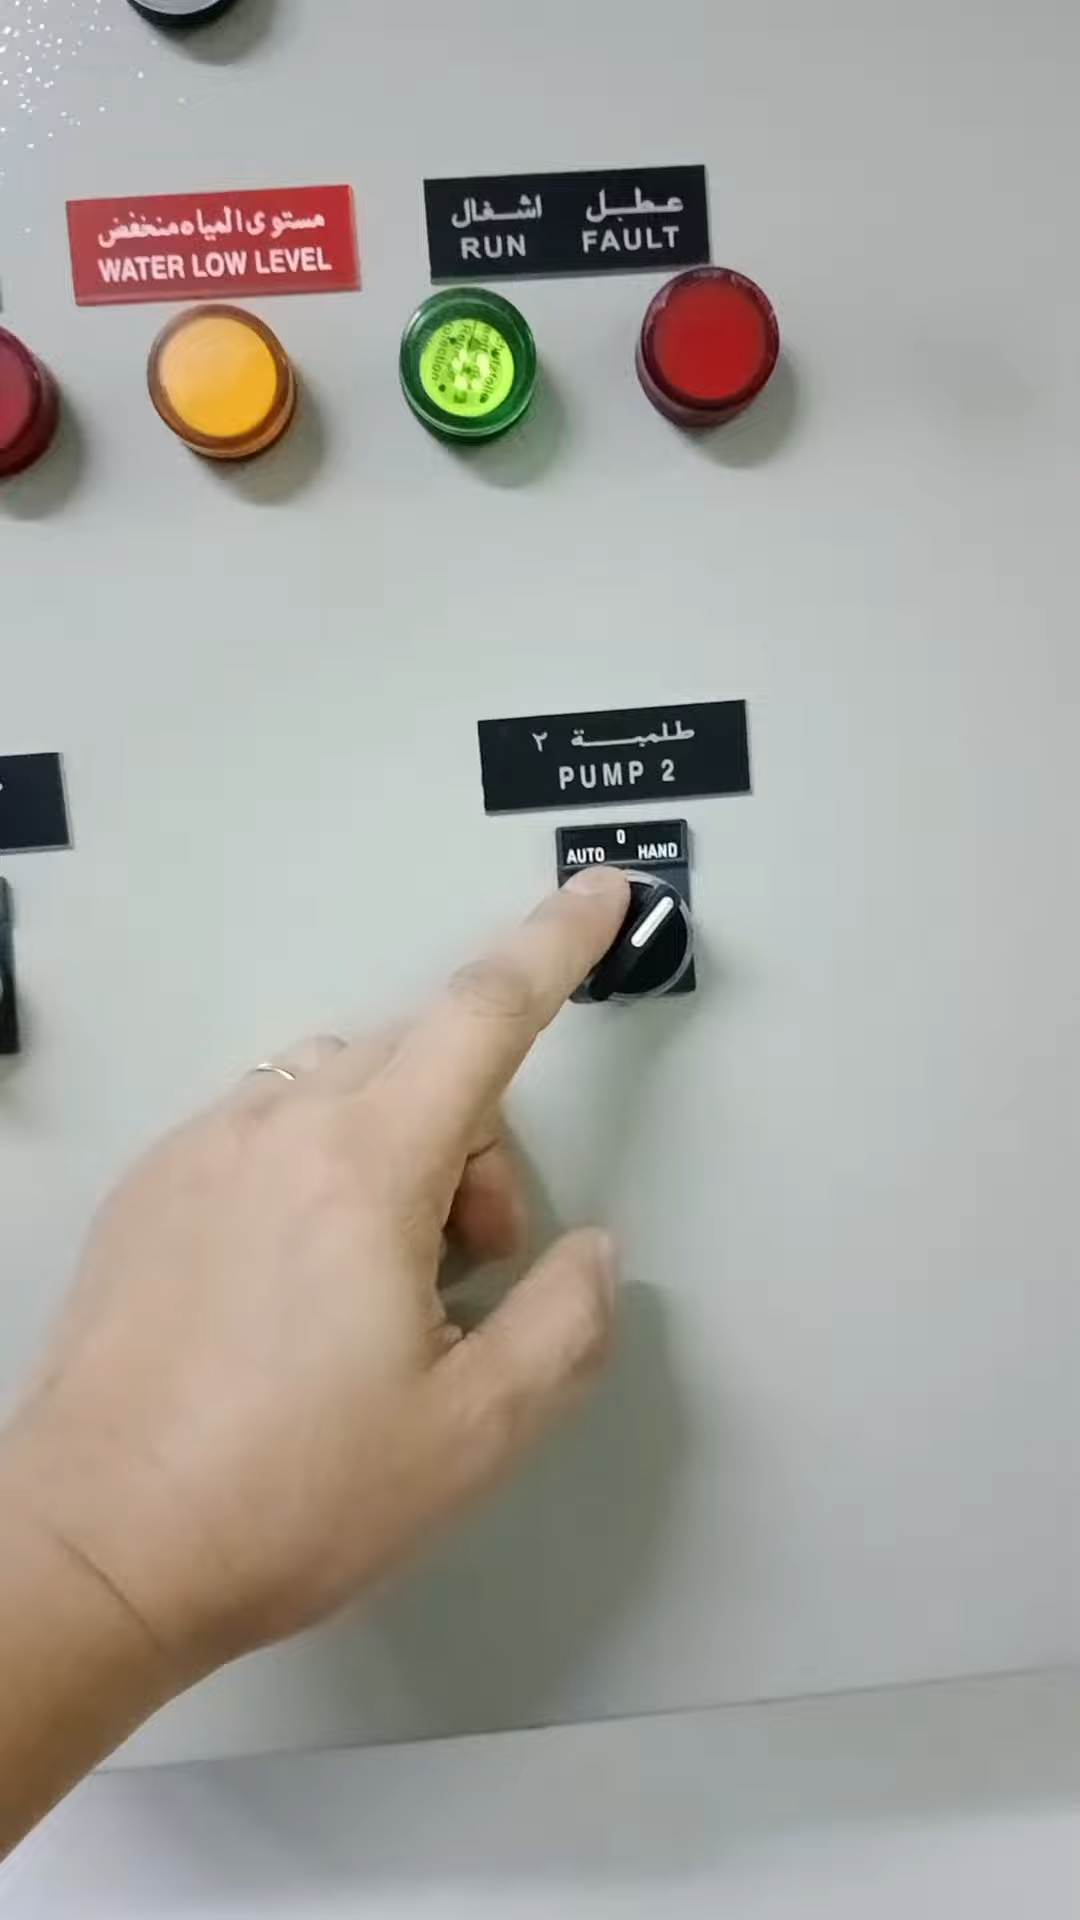 مستوى المياه منخفض
WATER LOW LEVEL
اشغال عطل
RUN FAULT
طلمبة ٢
PUMP 2
0
AUTO HAND